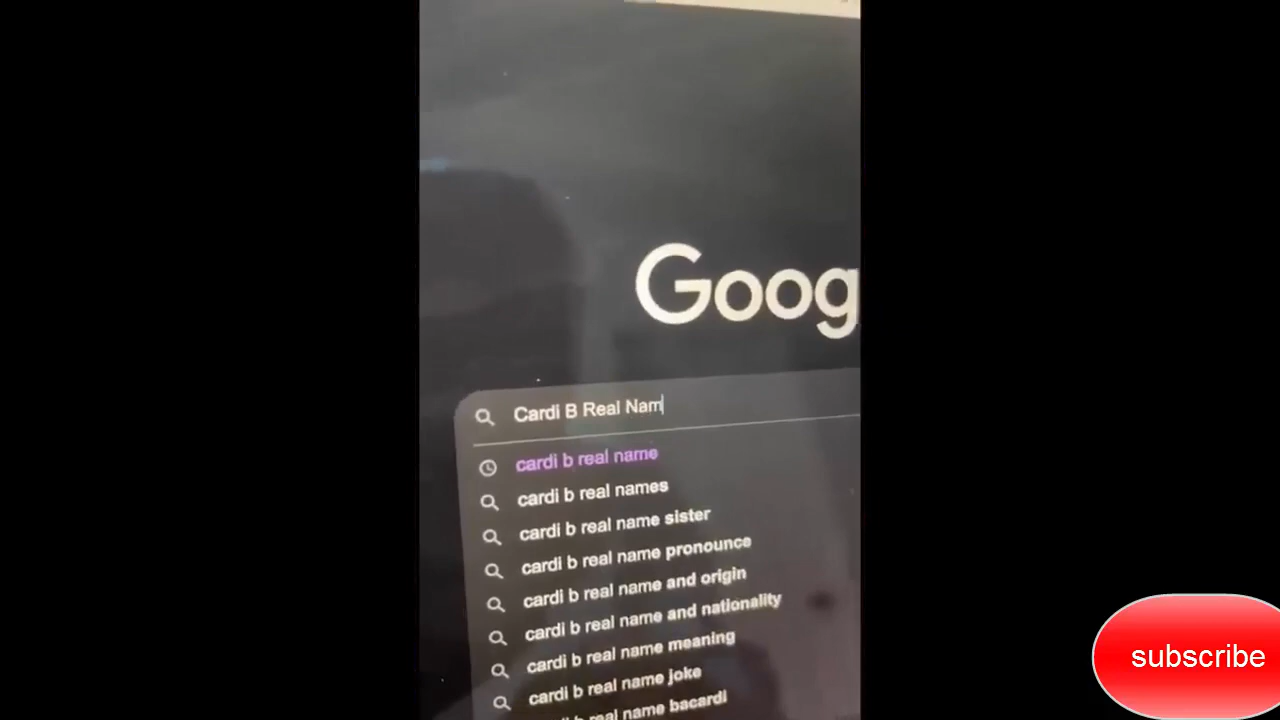 Goog
Cardi B Real Nam
cardi b real name
cardi b real names
cardi b real name sister
cardi b real name pronounce
cardi b real name and origin
cardi b real name and nationality
cardi b real name meaning
cardi b real name joke
cardi b real name bacardi
subscribe